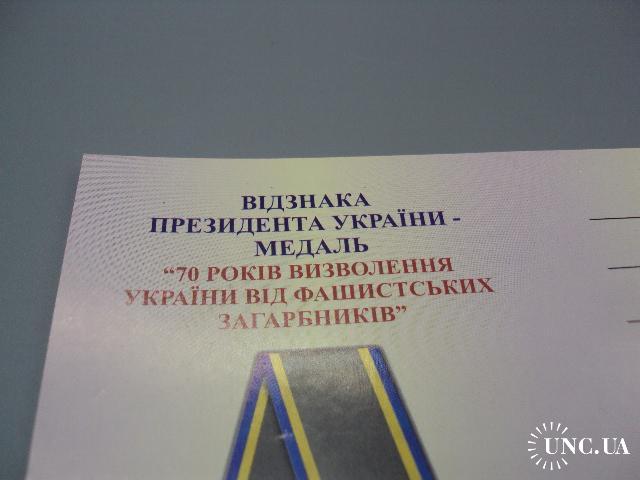 ВІДЗНАКА
ПРЕЗИДЕНТА УКРАЇНИ -
МЕДАЛЬ
“70 РОКІВ ВИЗВОЛЕННЯ
УКРАЇНИ ВІД ФАШИСТСЬКИХ
ЗАГАРБНИКІВ”
UNC.UA